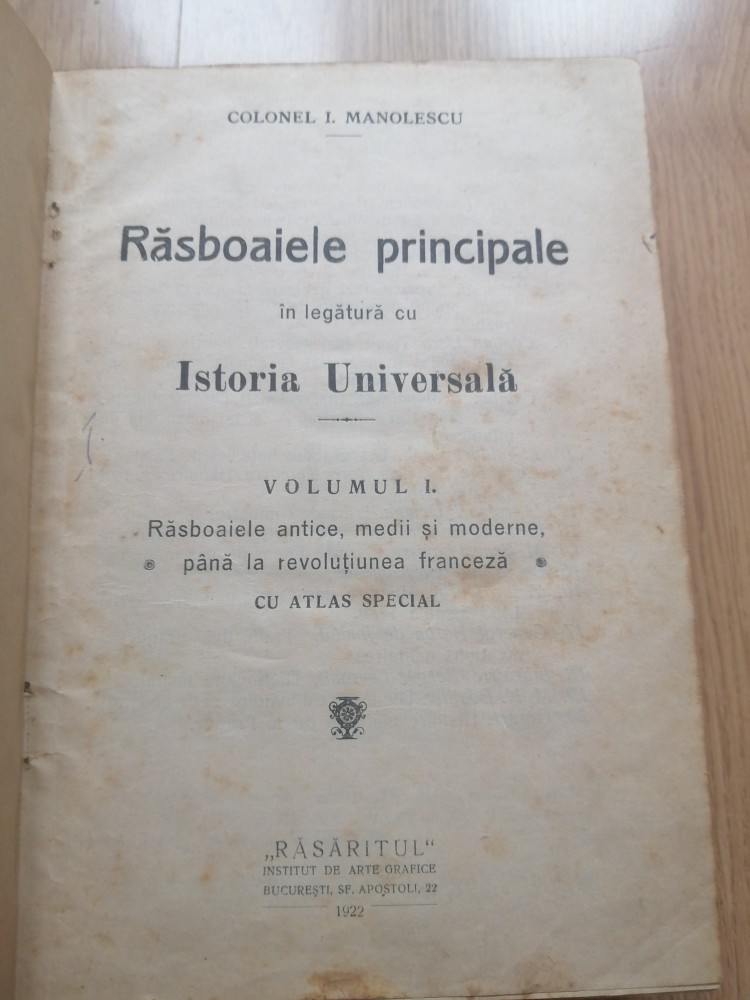 COLONEL I. MANOLESCU
Răsboaiele principale
în legătură cu
Istoria Universală
VOLUMUL I.
Răsboaiele antice, medii și moderne,
până la revoluțiunea franceză
CU ATLAS SPECIAL
„RĂSĂRITUL“
INSTITUT DE ARTE GRAFICE
BUCUREȘTI, SF. APOSTOLI, 22
1922